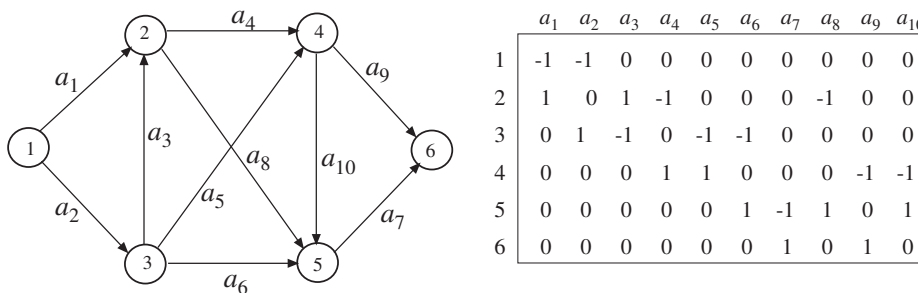 a1 a2 a3 a4 a5 a6 a7 a8 a9 a10
1 -1 -1 0 0 0 0 0 0 0 0
2 1 0 1 -1 0 0 0 -1 0 0
3 0 1 -1 0 -1 -1 0 0 0 0
4 0 0 0 1 1 0 0 0 -1 -1
5 0 0 0 0 0 1 -1 1 0 1
6 0 0 0 0 0 0 1 0 1 0
a4
2
4
a1
a9
a3
a8
a10
1
6
a5
a2
a7
3
5
a6